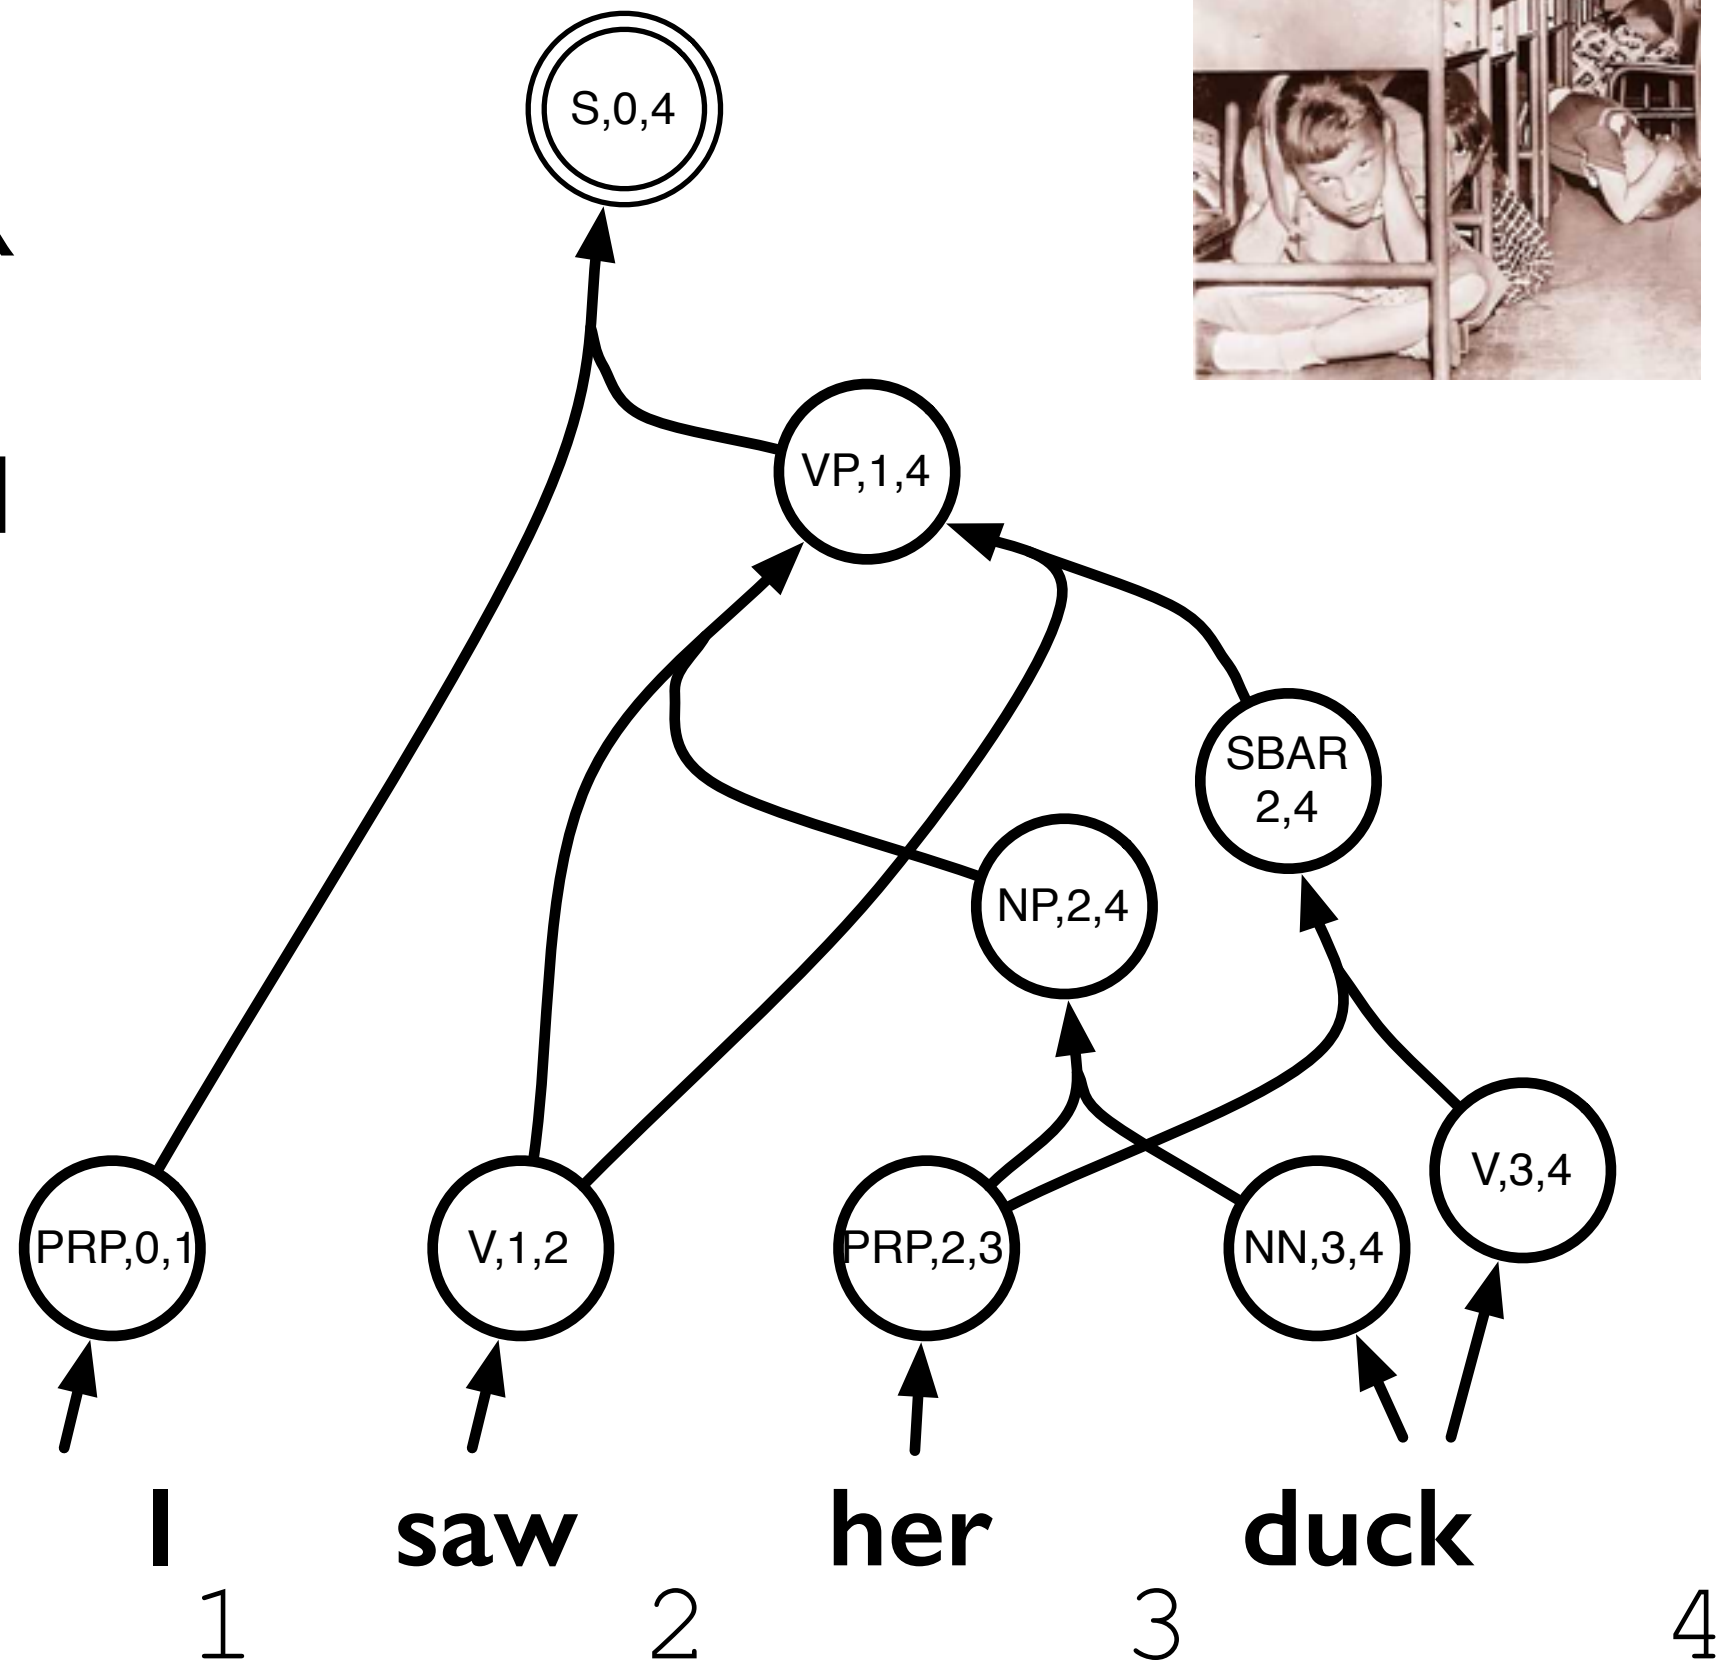 S,0,4
VP,1,4
SBAR
2,4
NP,2,4
V,3,4
PRP,0,1
V,1,2
PRP,2,3
NN,3,4
I saw her duck
1 2 3 4